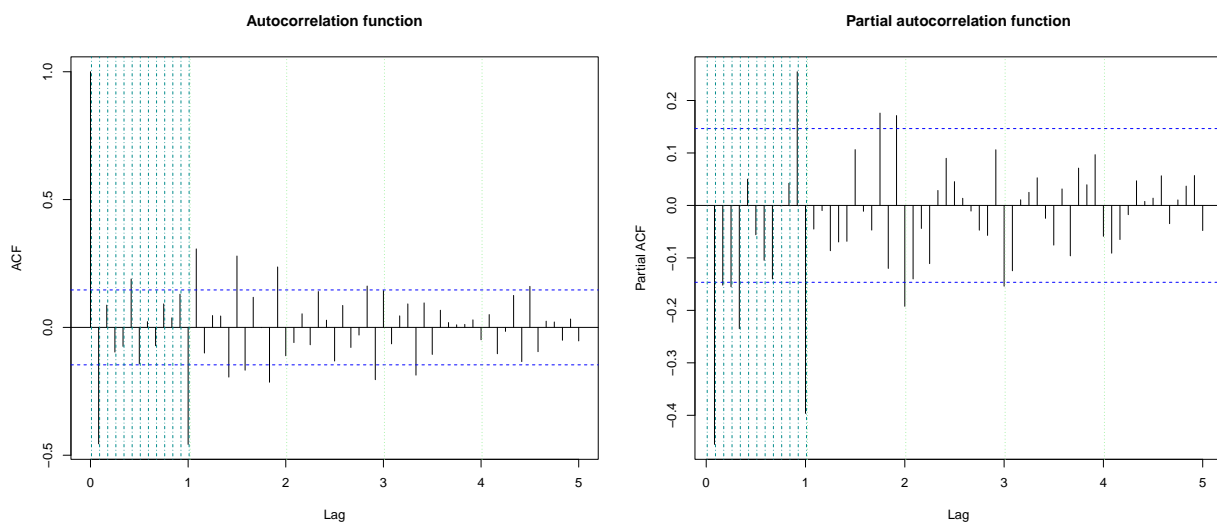 Autocorrelation function
ACF
1.0
0.5
0.0
−0.5
0 1 2 3 4 5
Lag
Partial autocorrelation function
Partial ACF
0.2
0.1
0.0
−0.1
−0.2
−0.3
−0.4
0 1 2 3 4 5
Lag